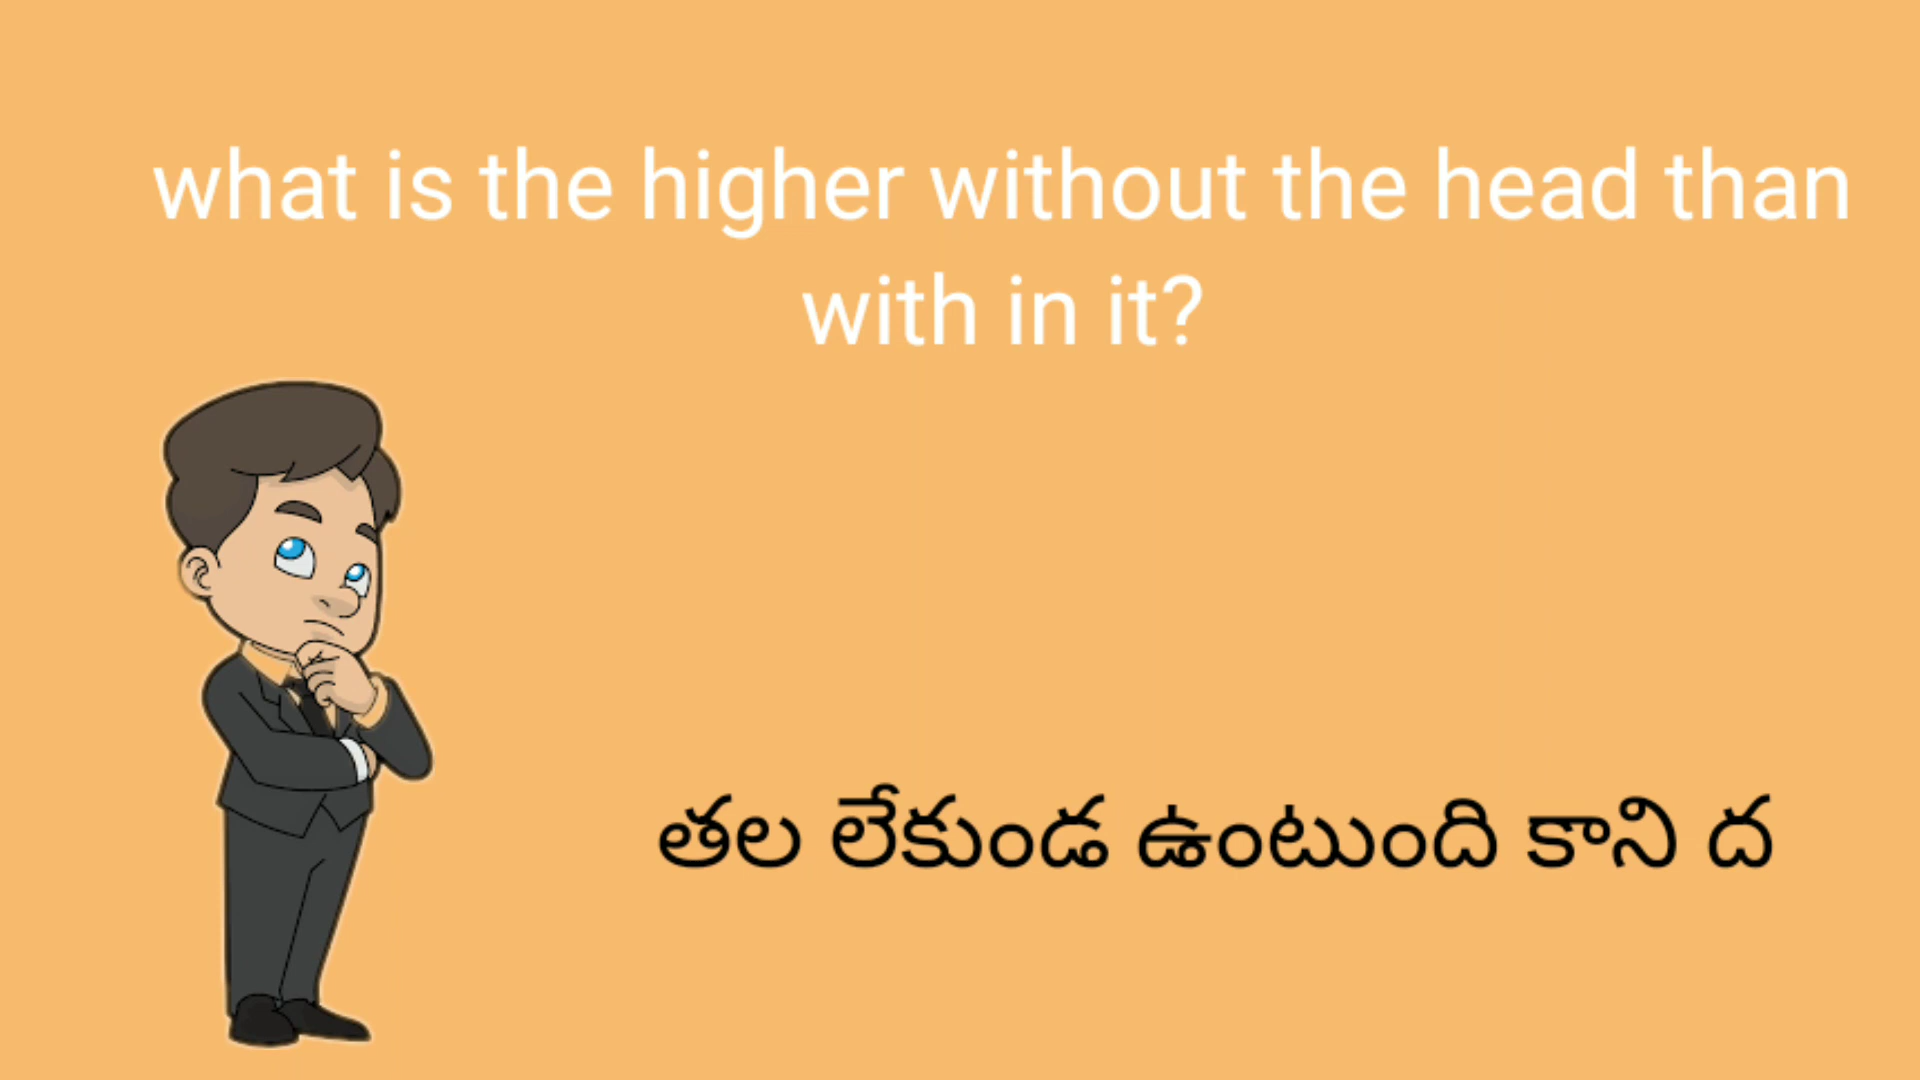 what is the higher without the head than
with in it?
తల లేకుండ ఉంటుంది కాని ద